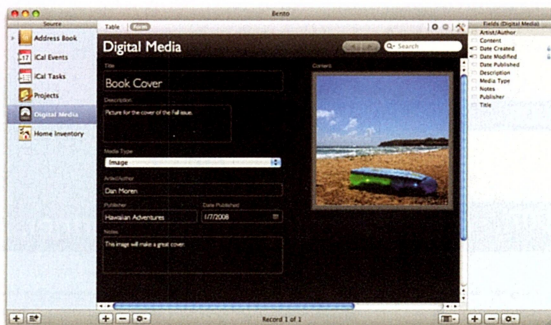 Bento
Source
Address Book
iCal Events
iCal Tasks
Projects
Digital Media
Home Inventory
Table Form
Digital Media
Search
Title
Book Cover
Description
Picture for the cover of the Fall issue.
Media Type
Image
Artist/Author
Dan Moren
Publisher
Date Published
Hawaiian Adventures
1/7/2008
Notes
This image will make a great cover.
Content
Record 1 of 1
Fields (Digital Media)
Artist/Author
Content
Date Created
Date Modified
Date Published
Description
Media Type
Notes
Publisher
Title